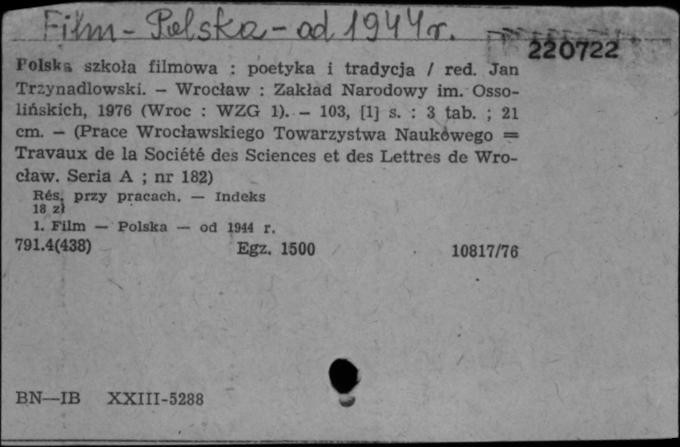 Film - Polska - od 1944 r.
220722
Polska szkoła filmowa : poetyka i tradycja / red. Jan
Trzynadlowski. — Wrocław : Zakład Narodowy im. Osso-
lińskich, 1976 (Wroc : WZG 1). — 103, [1] s. : 3 tab. ; 21
cm. — (Prace Wrocławskiego Towarzystwa Naukowego =
Travaux de la Société des Sciences et des Lettres de Wro-
cław. Seria A ; nr 182)
Rés. przy pracach. — Indeks
18 zł
1. Film — Polska — od 1944 r.
791.4(438) Egz. 1500 10817/76
BN—IB XXIII-5288